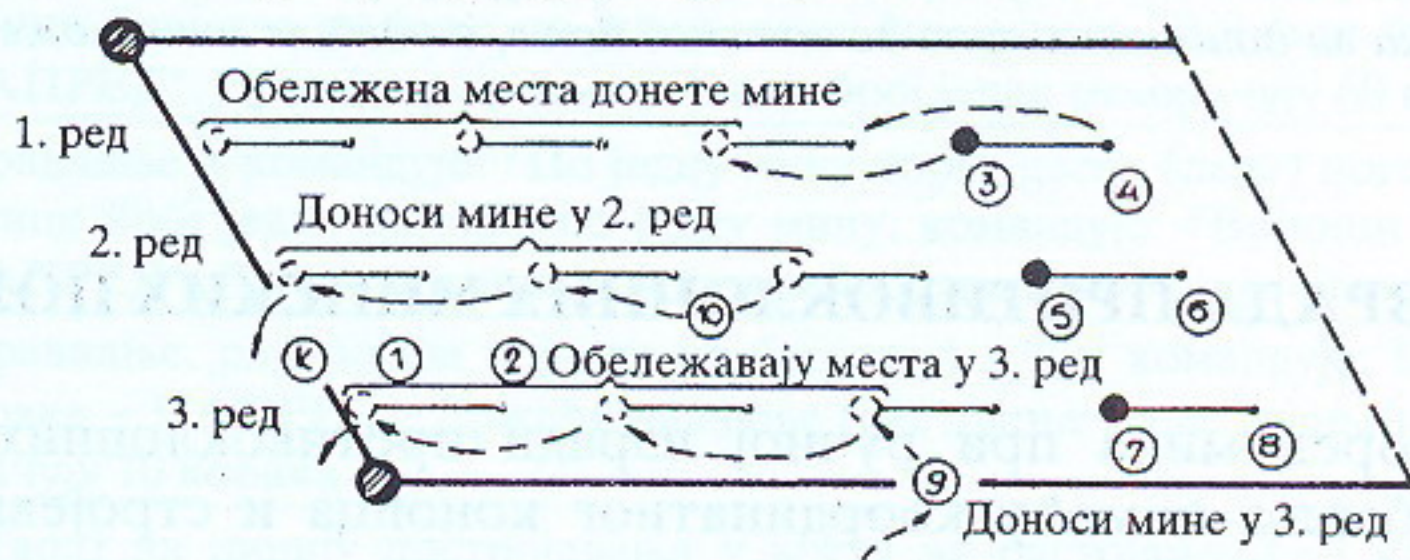 Обележена места донете мине
1. ред
3 4
Доноси мине у 2. ред
2. ред
10 5 6
К 1 2 Обележавају места у 3. ред
3. ред
7 8
9
Доноси мине у 3. ред